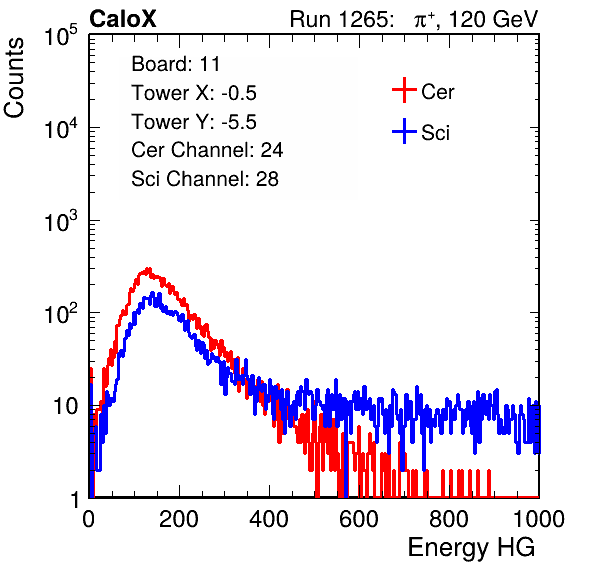 CaloX Run 1265: π⁺, 120 GeV
Counts
10⁵
10⁴
10³
10²
10
1
Board: 11
Tower X: -0.5
Tower Y: -5.5
Cer Channel: 24
Sci Channel: 28
Cer
Sci
0 200 400 600 800 1000
Energy HG